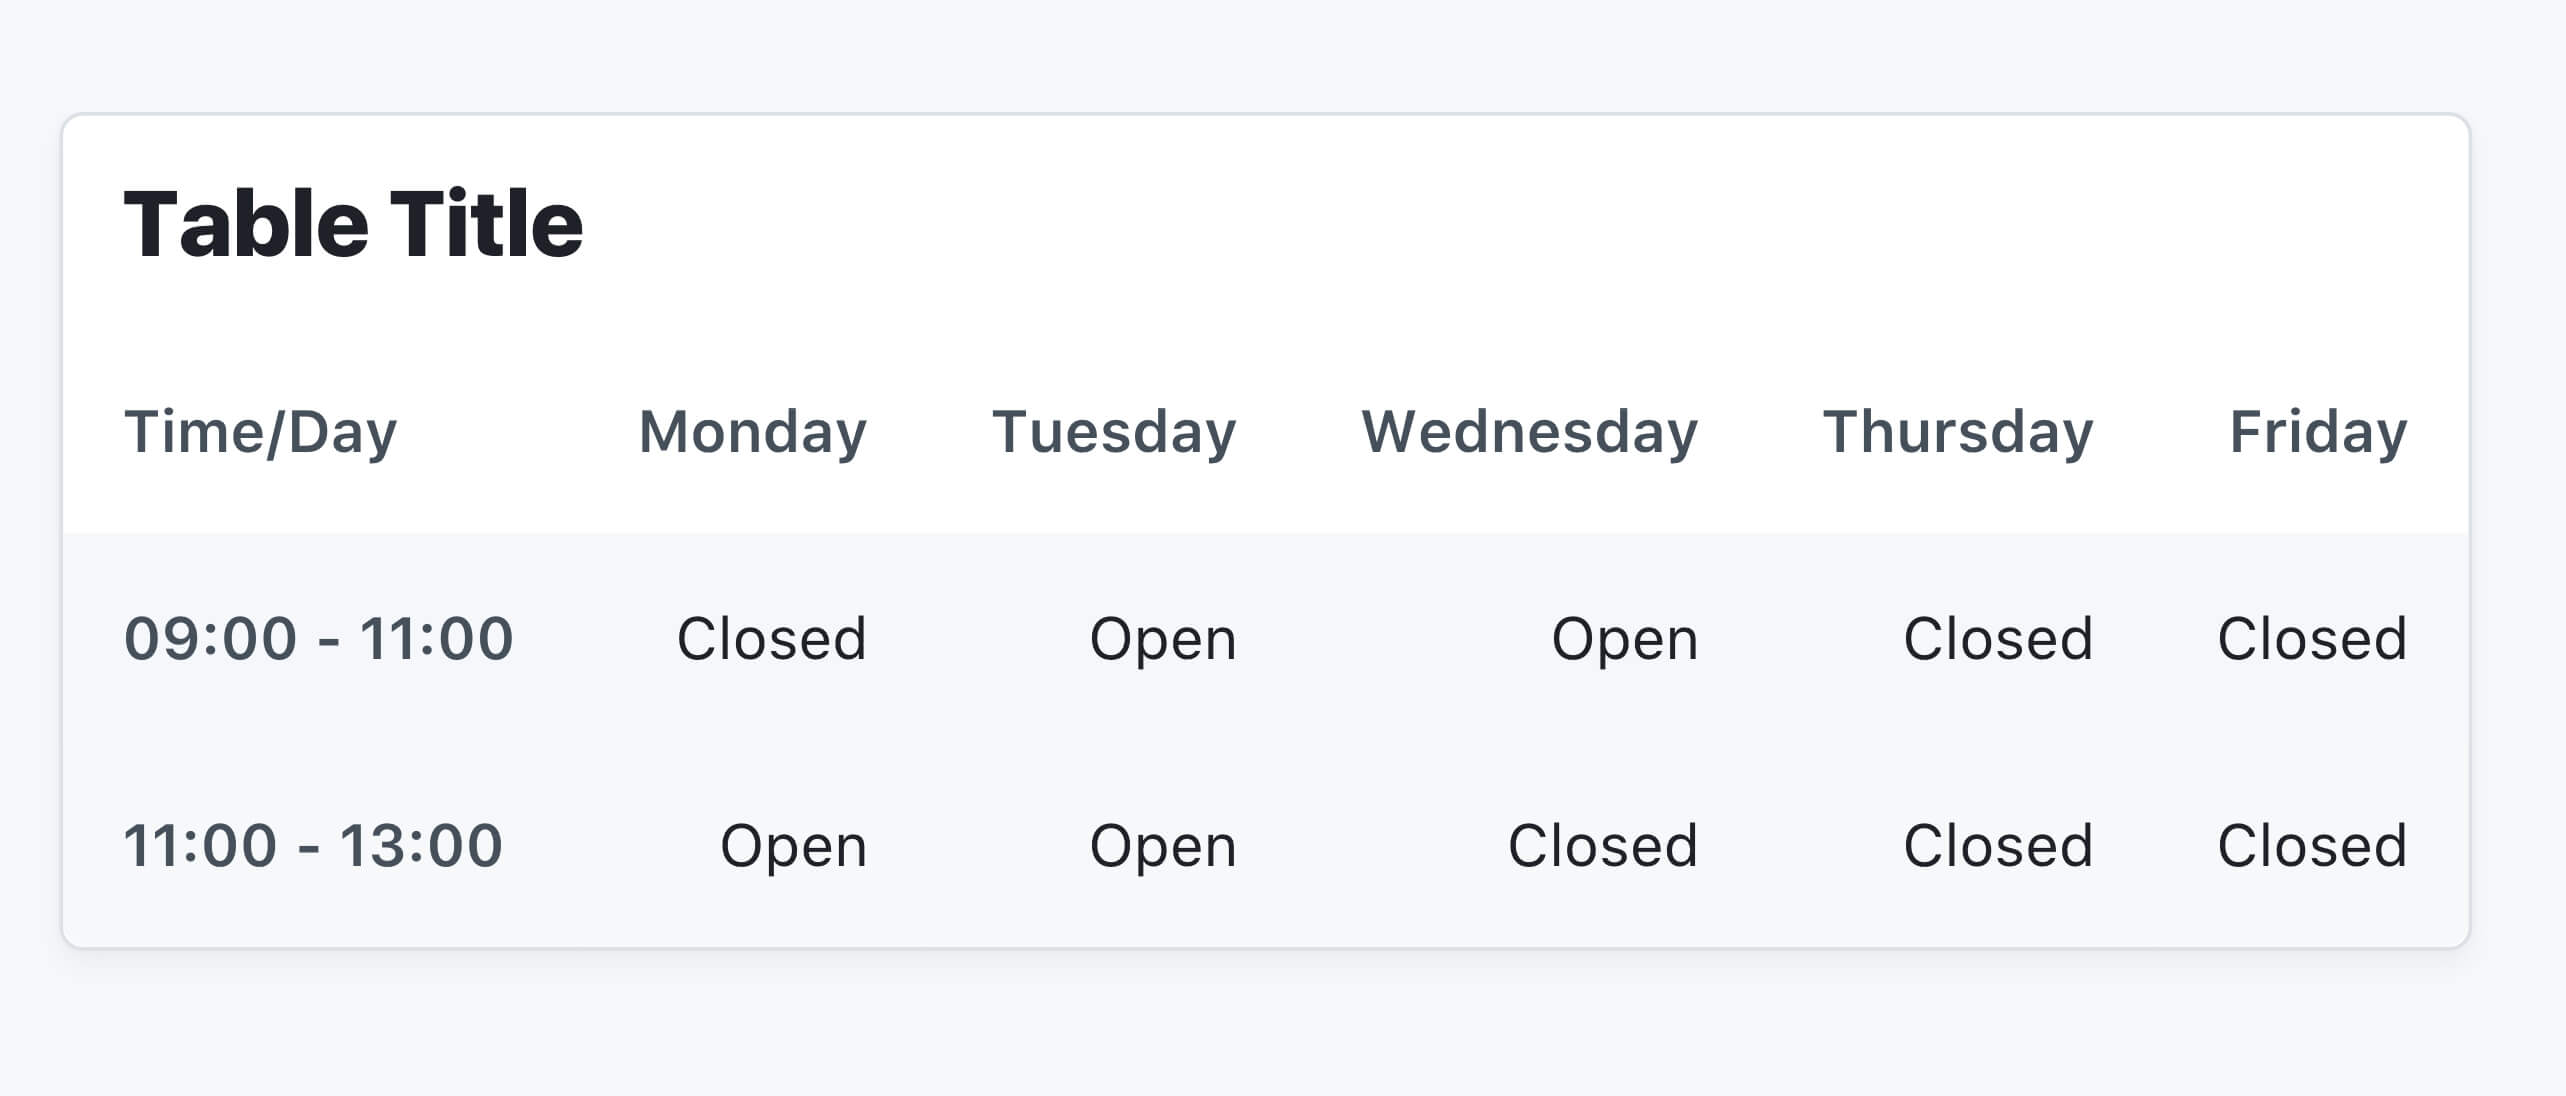 Table Title
Time/Day Monday Tuesday Wednesday Thursday Friday
09:00 - 11:00 Closed Open Open Closed Closed
11:00 - 13:00 Open Open Closed Closed Closed